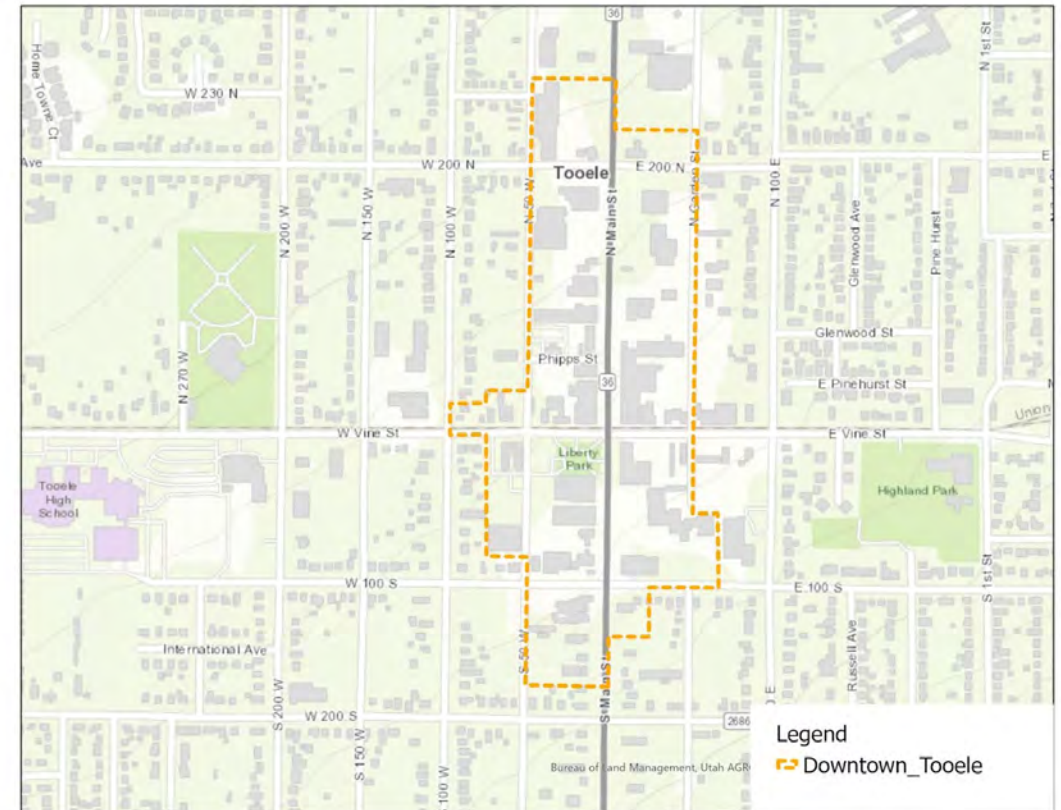 36
N 1st St
Home Towne Ct
W 230 N
Ave
W 200 N
Tooele
E 200 N
N 100 E
N Garden St
N 50 W
N Main St
N 200 W
N 150 W
N 100 W
Glenwood Ave
Pine Hurst
Glenwood St
Phipps St
N 270 W
36
E Pinehurst St
Union
W Vine St
E Vine St
Liberty
Park
Tooele
High
School
Highland Park
W 100 S
E 100 S
S 1st St
International Ave
S 50 W
S Main St
Russell Ave
S 200 W
W 200 S
S 150 W
100 W
2686
Bureau of Land Management, Utah AGR
Legend
Downtown_Tooele